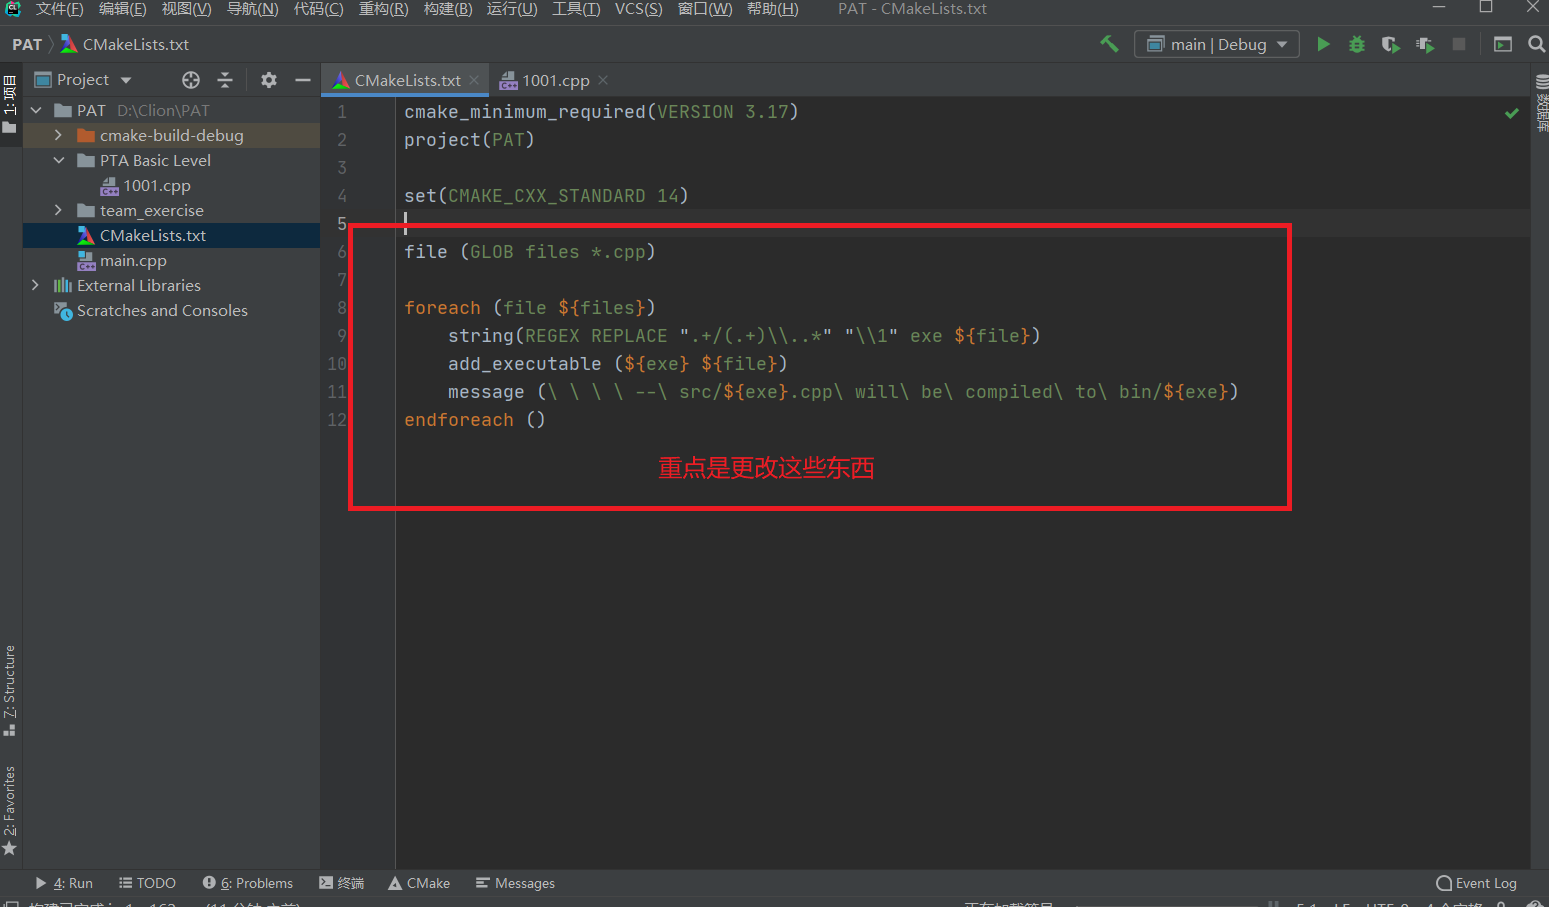 文件(F) 编辑(E) 视图(V) 导航(N) 代码(C) 重构(R) 构建(B) 运行(U) 工具(T) VCS(S) 窗口(W) 帮助(H) PAT - CMakeLists.txt
PAT CMakeLists.txt main | Debug
1: 项目
Project
CMakeLists.txt
1001.cpp
数据库
PAT D:\Clion\PAT
cmake-build-debug
PTA Basic Level
1001.cpp
team_exercise
CMakeLists.txt
main.cpp
External Libraries
Scratches and Consoles
1 cmake_minimum_required(VERSION 3.17)
2 project(PAT)
3
4 set(CMAKE_CXX_STANDARD 14)
5
6 file (GLOB files *.cpp)
7
8 foreach (file ${files})
9 string(REGEX REPLACE ".+/(.+)\\..*" "\\1" exe ${file})
10 add_executable (${exe} ${file})
11 message (\ \ \ \ --\ src/${exe}.cpp\ will\ be\ compiled\ to\ bin/${exe})
12 endforeach ()
重点是更改这些东西
7: Structure
2: Favorites
4: Run TODO 6: Problems 终端 CMake Messages Event Log